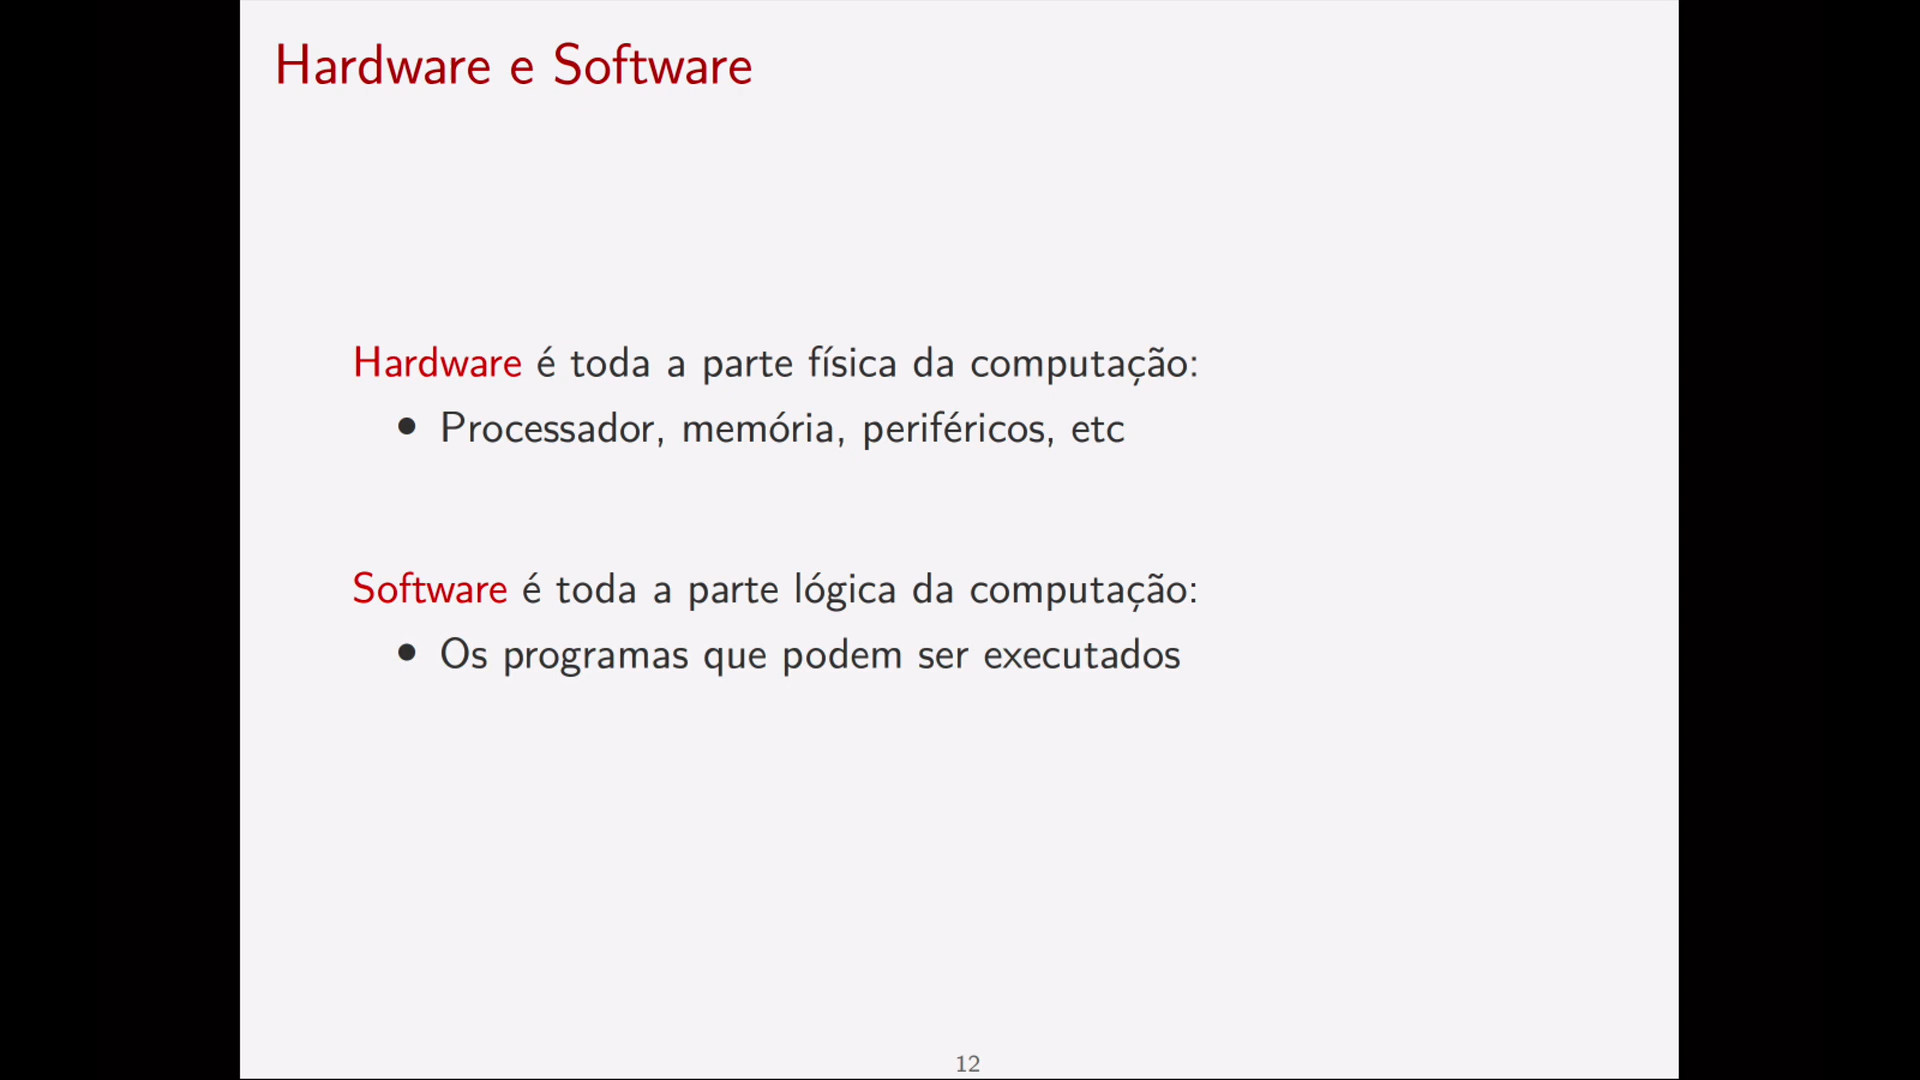 Hardware e Software
Hardware é toda a parte física da computação:
• Processador, memória, periféricos, etc
Software é toda a parte lógica da computação:
• Os programas que podem ser executados
12